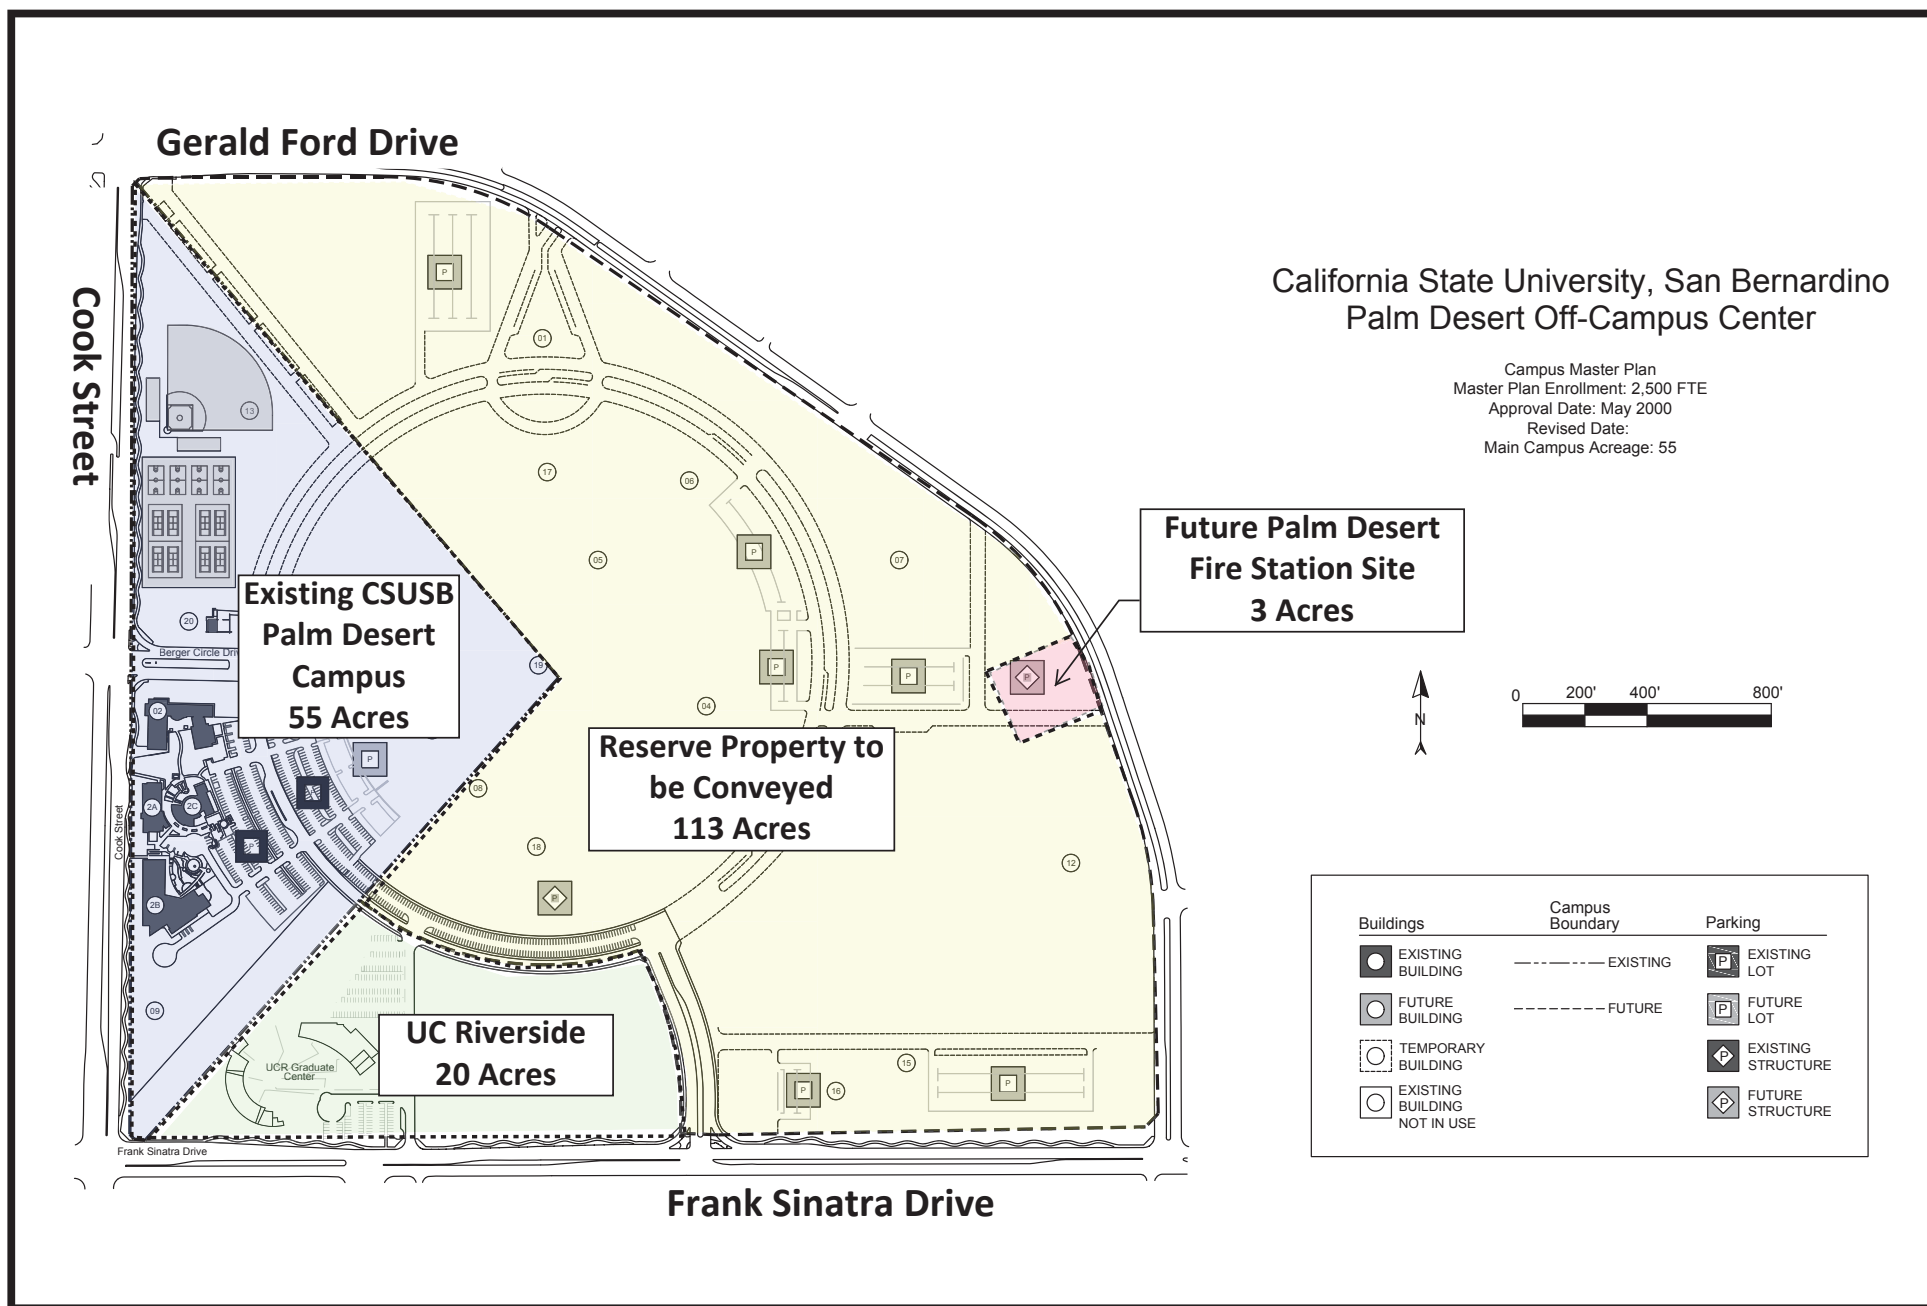 Gerald Ford Drive
Cook Street
California State University, San Bernardino
Palm Desert Off-Campus Center
Campus Master Plan
Master Plan Enrollment: 2,500 FTE
Approval Date: May 2000
Revised Date:
Main Campus Acreage: 55
P
01
13
17
06
05
P
07
Future Palm Desert
Fire Station Site
3 Acres
Existing CSUSB
Palm Desert
Campus
55 Acres
20
Berger Circle Driv
19
P
P
P
04
02
N
0 200' 400' 800'
Reserve Property to
be Conveyed
113 Acres
P
08
2A
2C
P
P
Cook Street
18
12
2B
P
09
UC Riverside
20 Acres
UCR Graduate
Center
15
P
16
P
Frank Sinatra Drive
Frank Sinatra Drive
Buildings
Campus
Boundary
Parking
EXISTING
BUILDING
EXISTING
P
EXISTING
LOT
FUTURE
BUILDING
FUTURE
P
FUTURE
LOT
TEMPORARY
BUILDING
P
EXISTING
STRUCTURE
EXISTING
BUILDING
NOT IN USE
P
FUTURE
STRUCTURE